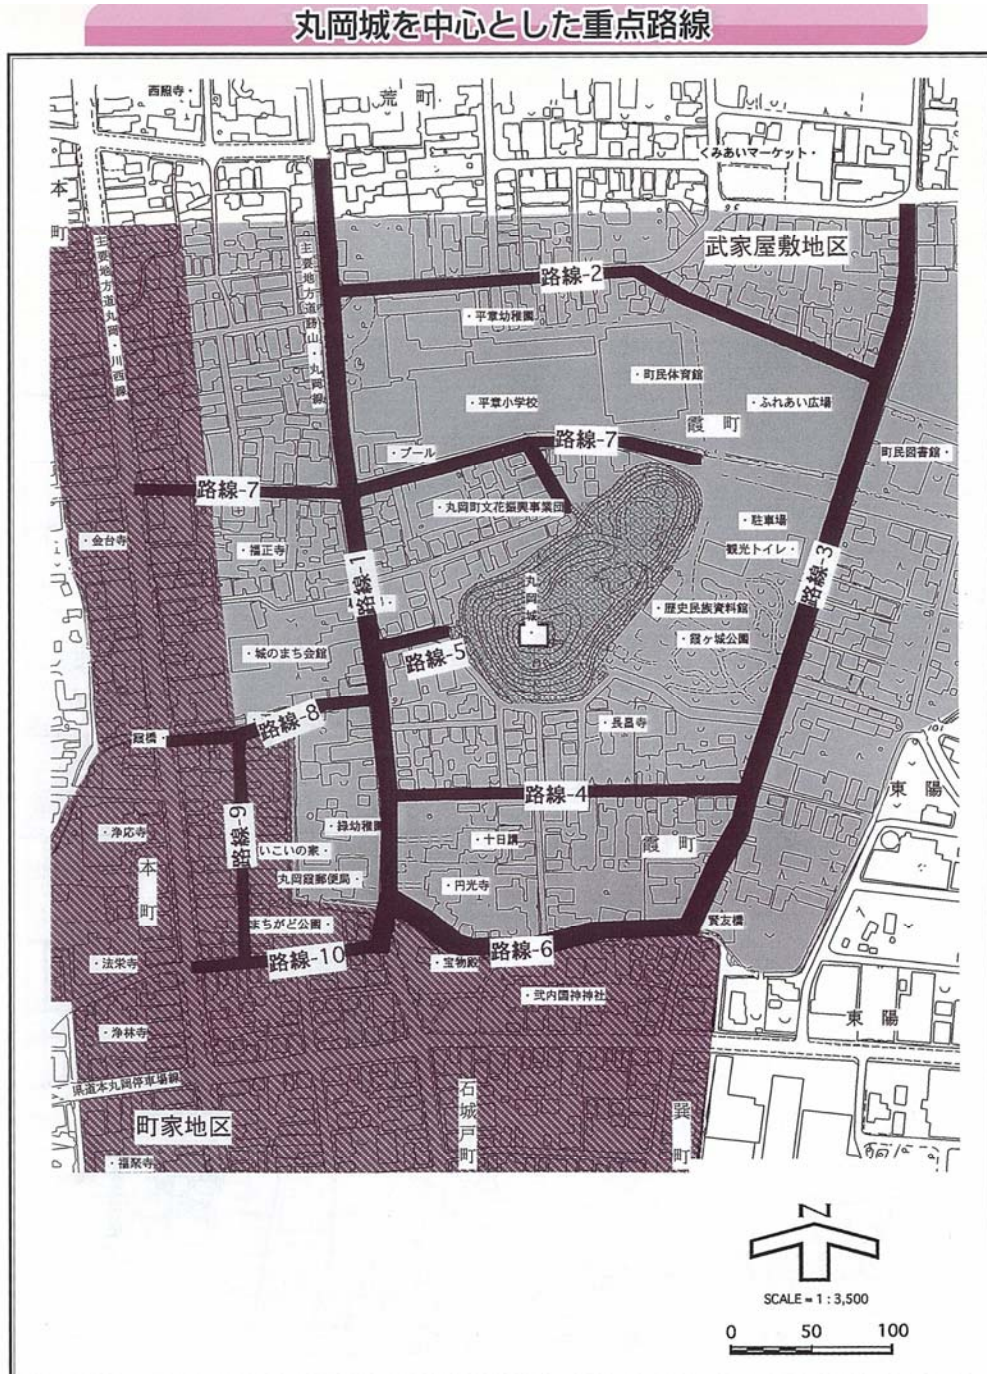 丸岡城を中心とした重点路線
西照寺・
荒町
くみあいマーケット・
本町
主要地方道丸岡・川西線
主要地方道勝山・丸岡線
武家屋敷地区
路線-2
・平章幼稚園
・町民体育館
・平章小学校
・ふれあい広場
霞町
・プール
路線-7
町民図書館・
路線-7
・丸岡町文花振興事業団
・駐車場
・金台寺
・福正寺
観光トイレ・
路線-1
路線-3
丸岡城・
・歴史民族資料館
・霞ヶ城公園
・城のまち会館
路線-5
路線-8
・長昌寺
霞橋・
東陽
路線-4
路線-9
・浄応寺
・緑幼稚園
・十日講
霞町
いこいの家・
本町
丸岡霞郵便局・
・円光寺
まちがど公園・
賢友橋
・法栄寺
路線-10
・宝物殿
路線-6
・武内国神神社
・浄林寺
東陽
県道本丸岡停車場線
石城戸町
巽町
町家地区
・福聚寺
N
SCALE = 1 : 3,500
0 50 100